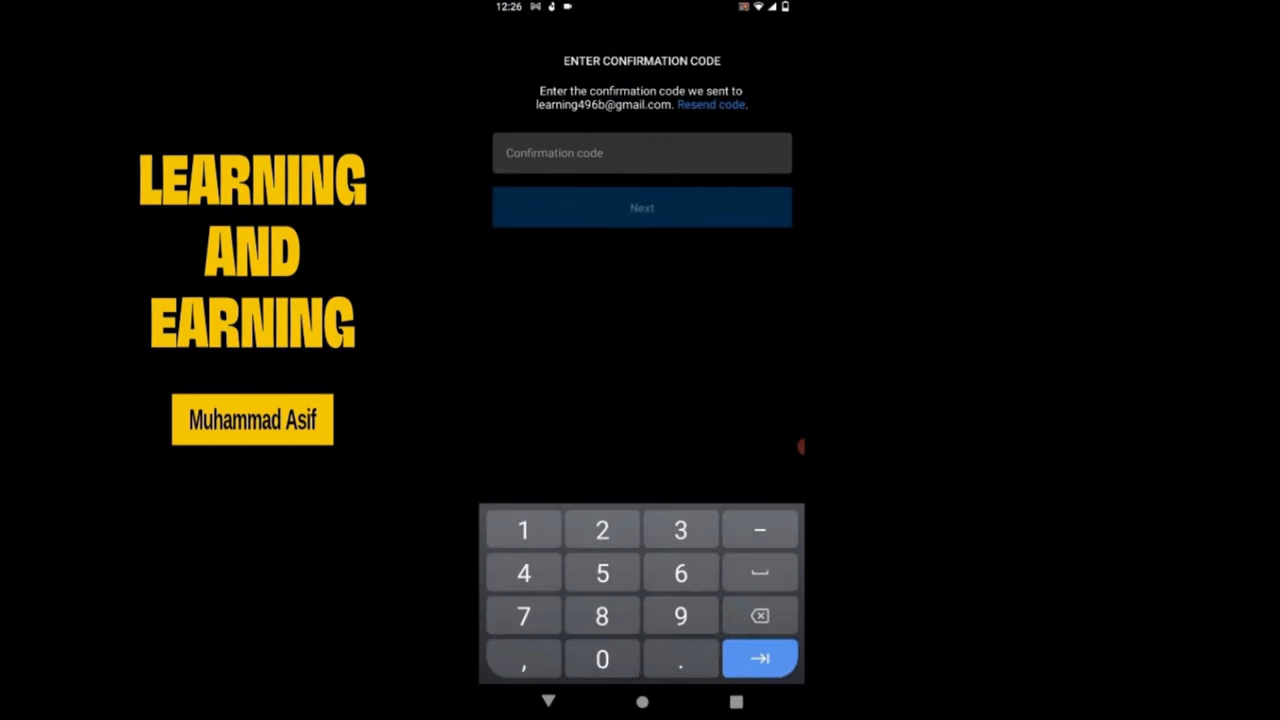 LEARNING
AND
EARNING
Muhammad Asif
12:26
ENTER CONFIRMATION CODE
Enter the confirmation code we sent to
learning496b@gmail.com. Resend code.
Confirmation code
Next
1 2 3 –
4 5 6
7 8 9
, 0 .